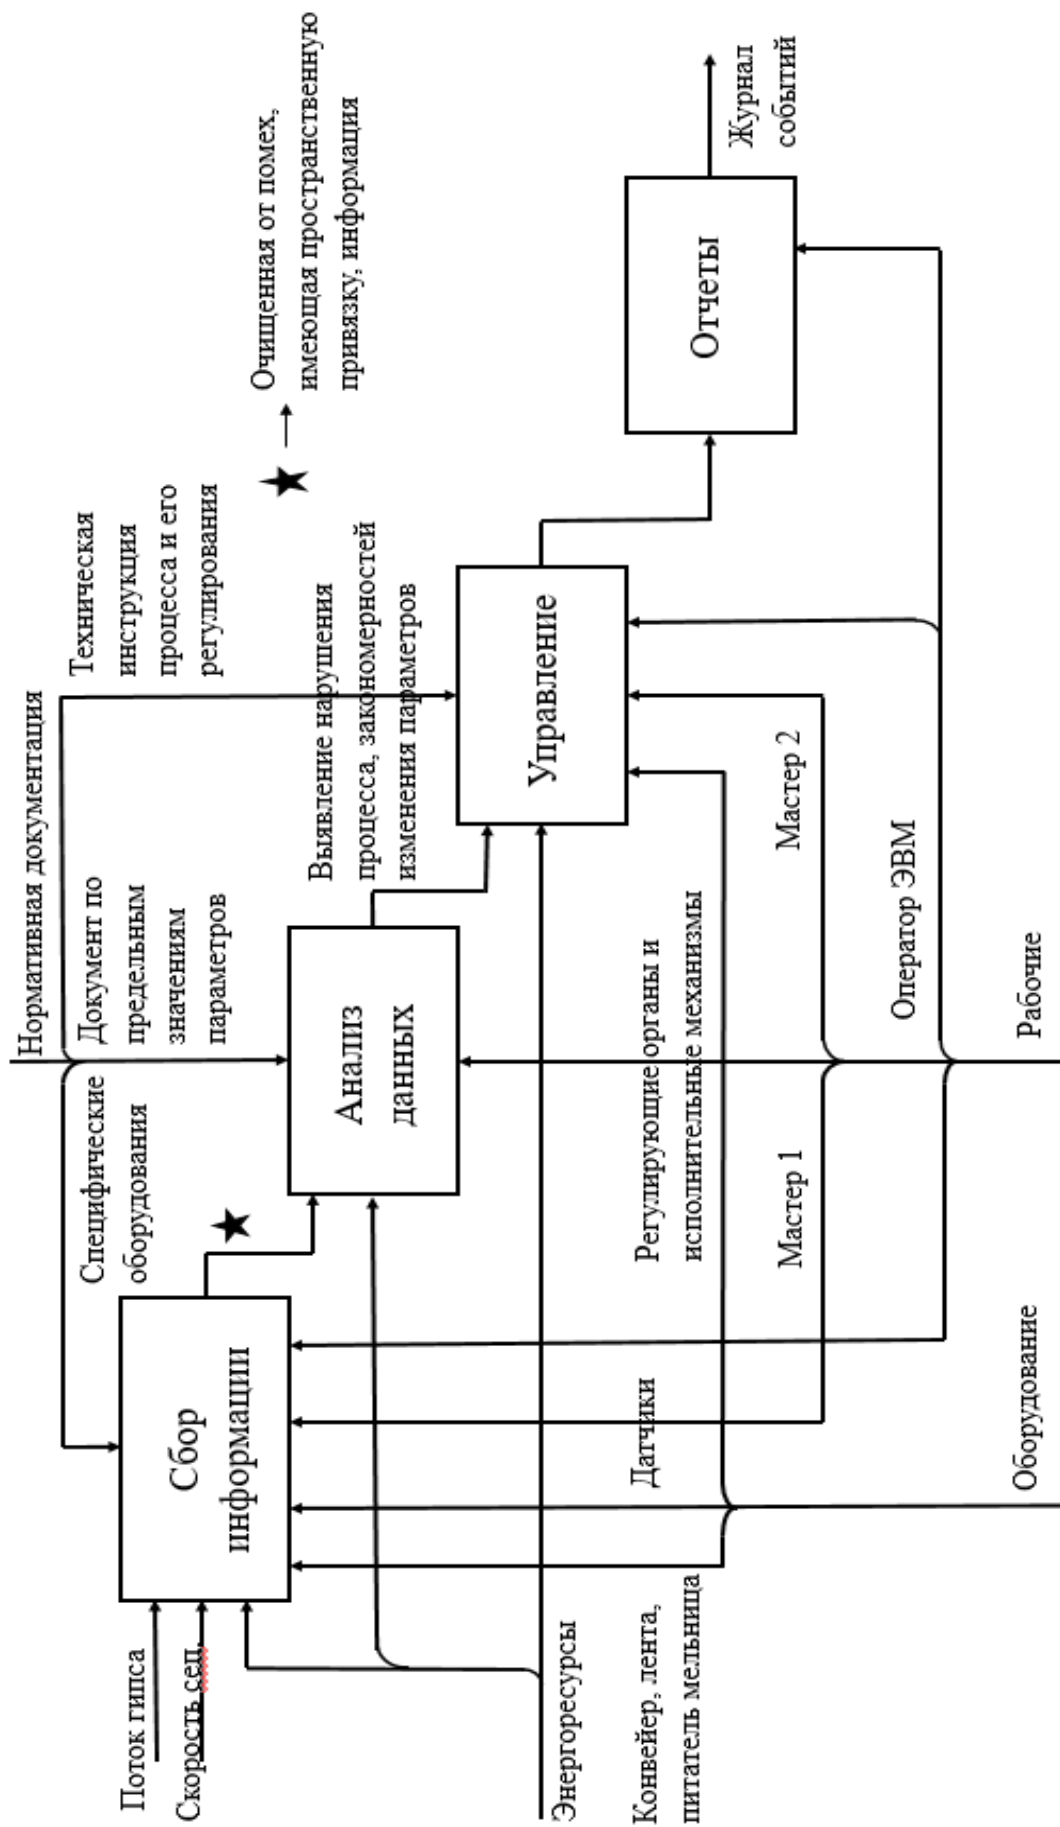 Нормативная документация
Техническая
инструкция
процесса и его
регулирования
Очищенная от помех,
имеющая пространственную
привязку, информация
Специфические
оборудования
Документ по
предельным
значениям
параметров
Поток гипса
Скорость сеп
Сбор
информации
Выявление нарушения
процесса, закономерностей
изменения параметров
Анализ
данных
Управление
Отчеты
Журнал
событий
Энергоресурсы
Конвейер, лента,
питатель мельница
Датчики
Регулирующие органы и
исполнительные механизмы
Мастер 1
Мастер 2
Оператор ЭВМ
Оборудование
Рабочие